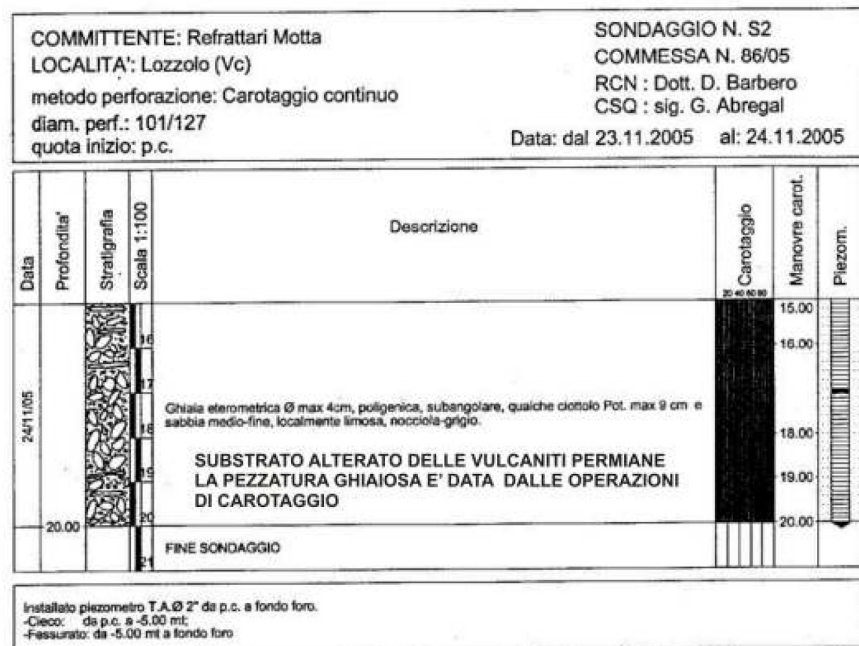 COMMITTENTE: Refrattari Motta
LOCALITA': Lozzolo (Vc)
metodo perforazione: Carotaggio continuo
diam. perf.: 101/127
quota inizio: p.c.
SONDAGGIO N. S2
COMMESSA N. 86/05
RCN : Dott. D. Barbero
CSQ : sig. G. Abregal
Data: dal 23.11.2005 al: 24.11.2005
Data
Profondita'
Stratigrafia
Scala 1:100
Descrizione
Carotaggio
20 40 60 80
Manovre carot.
Piezom.
24/11/05
16
17
18
19
20
21
20.00
Ghiaia eterometrica Ø max 4cm, poligenica, subangolare, qualche ciottolo Pot. max 9 cm e
sabbia medio-fine, localmente limosa, nocciola-grigio.
SUBSTRATO ALTERATO DELLE VULCANITI PERMIANE
LA PEZZATURA GHIAIOSA E' DATA DALLE OPERAZIONI
DI CAROTAGGIO
FINE SONDAGGIO
15.00
16.00
18.00
19.00
20.00
Installato piezometro T.A.Ø 2" da p.c. a fondo foro.
-Cieco: da p.c. a -5.00 mt;
-Fessurato: da -5.00 mt a fondo foro